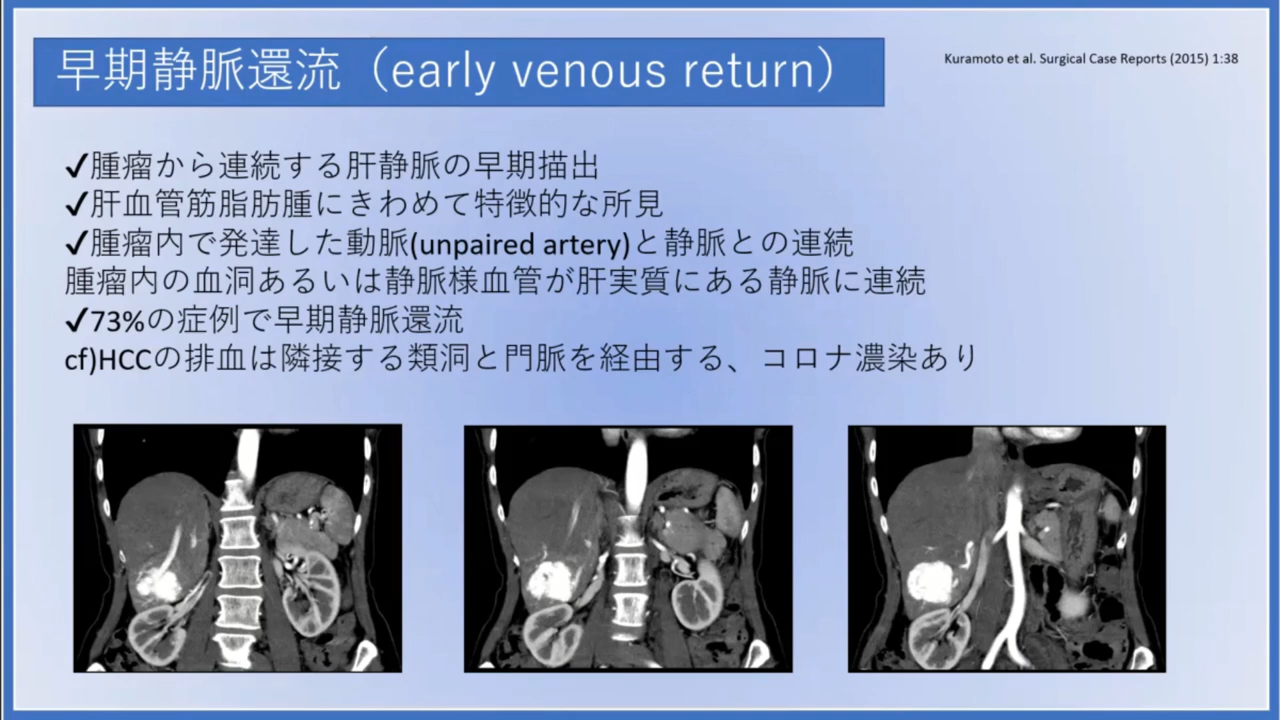 早期静脈還流（early venous return）
Kuramoto et al. Surgical Case Reports (2015) 1:38
✓腫瘤から連続する肝静脈の早期描出
✓肝血管筋脂肪腫にきわめて特徴的な所見
✓腫瘤内で発達した動脈(unpaired artery)と静脈との連続
腫瘤内の血洞あるいは静脈様血管が肝実質にある静脈に連続
✓73%の症例で早期静脈還流
cf)HCCの排血は隣接する類洞と門脈を経由する、コロナ濃染あり